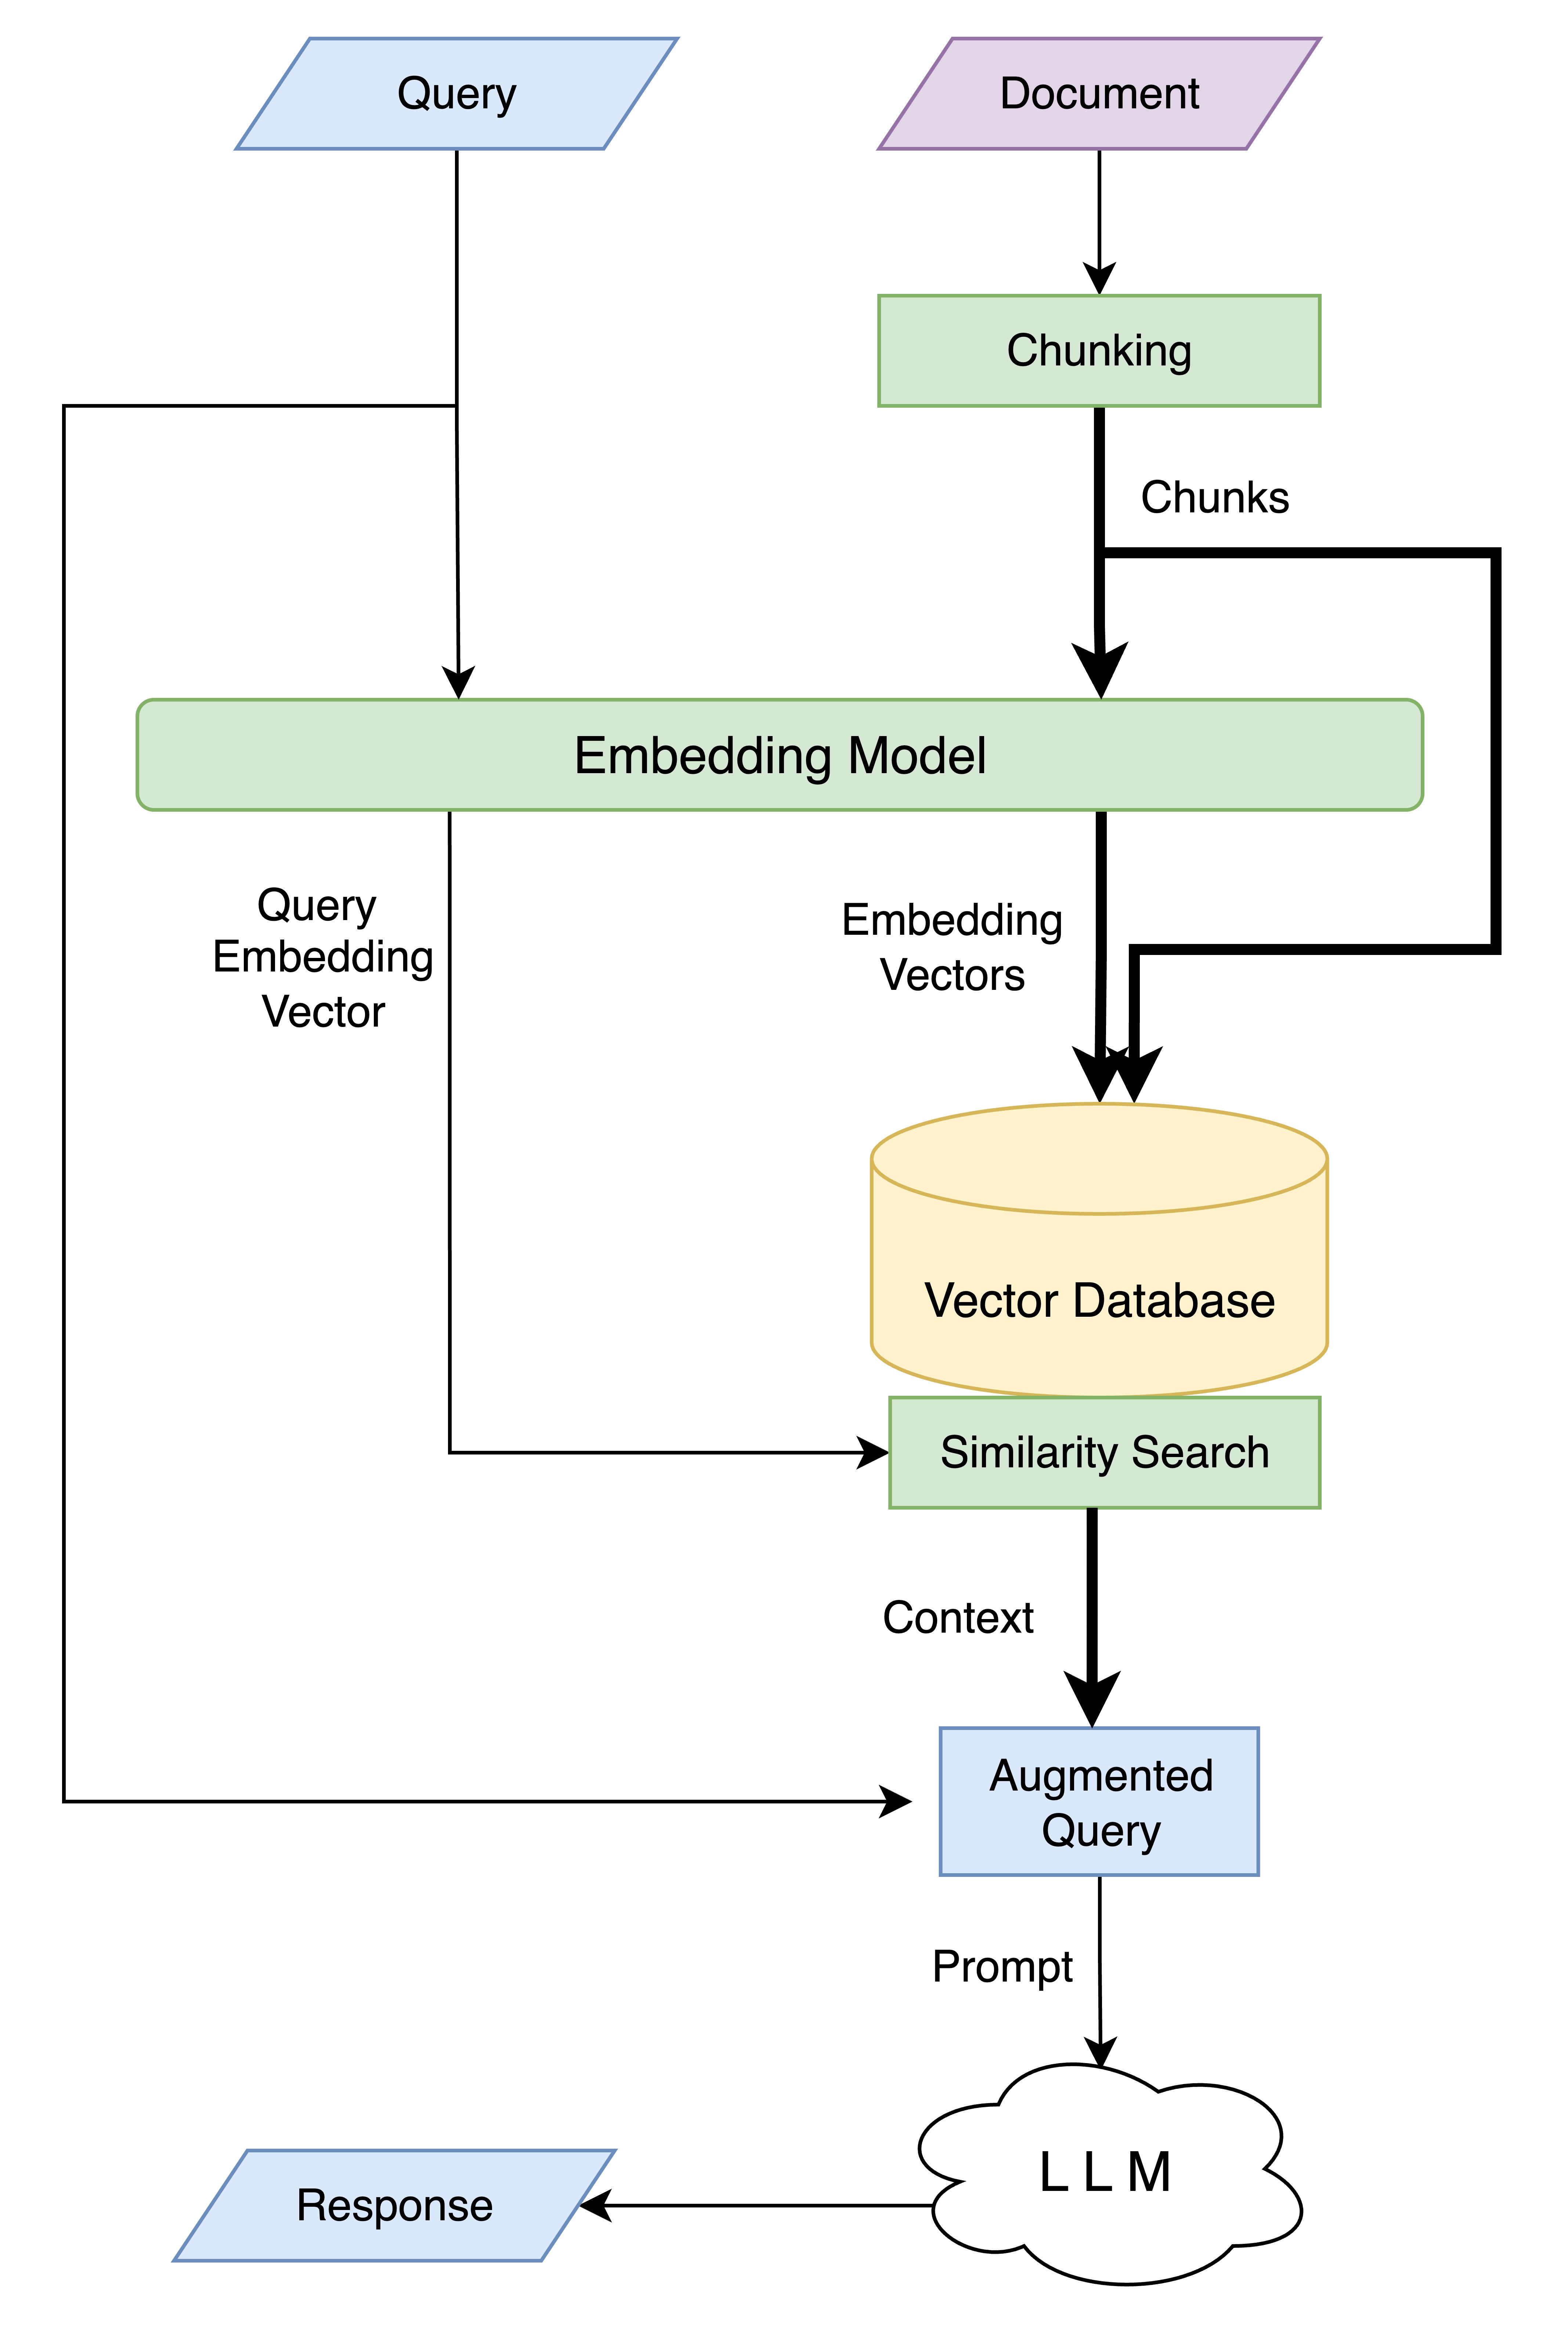 Query
Document
Chunking
Chunks
Embedding Model
Query
Embedding
Vector
Embedding
Vectors
Vector Database
Similarity Search
Context
Augmented
Query
Prompt
L L M
Response